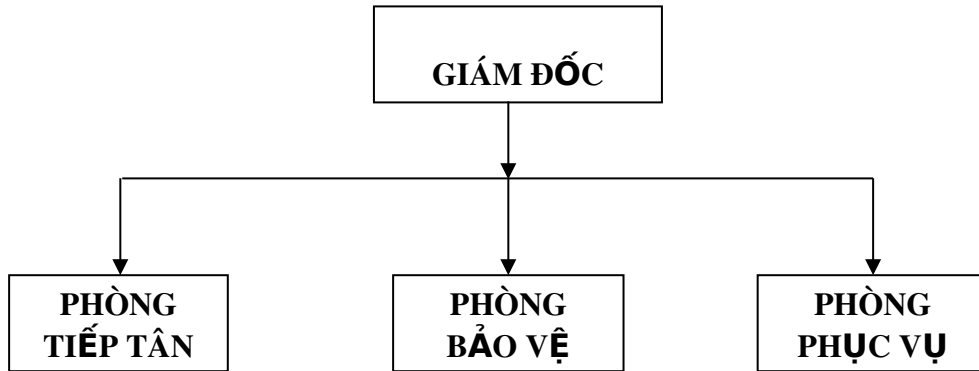 GIÁM ĐỐC
PHÒNG
TIẾP TÂN
PHÒNG
BẢO VỆ
PHÒNG
PHỤC VỤ